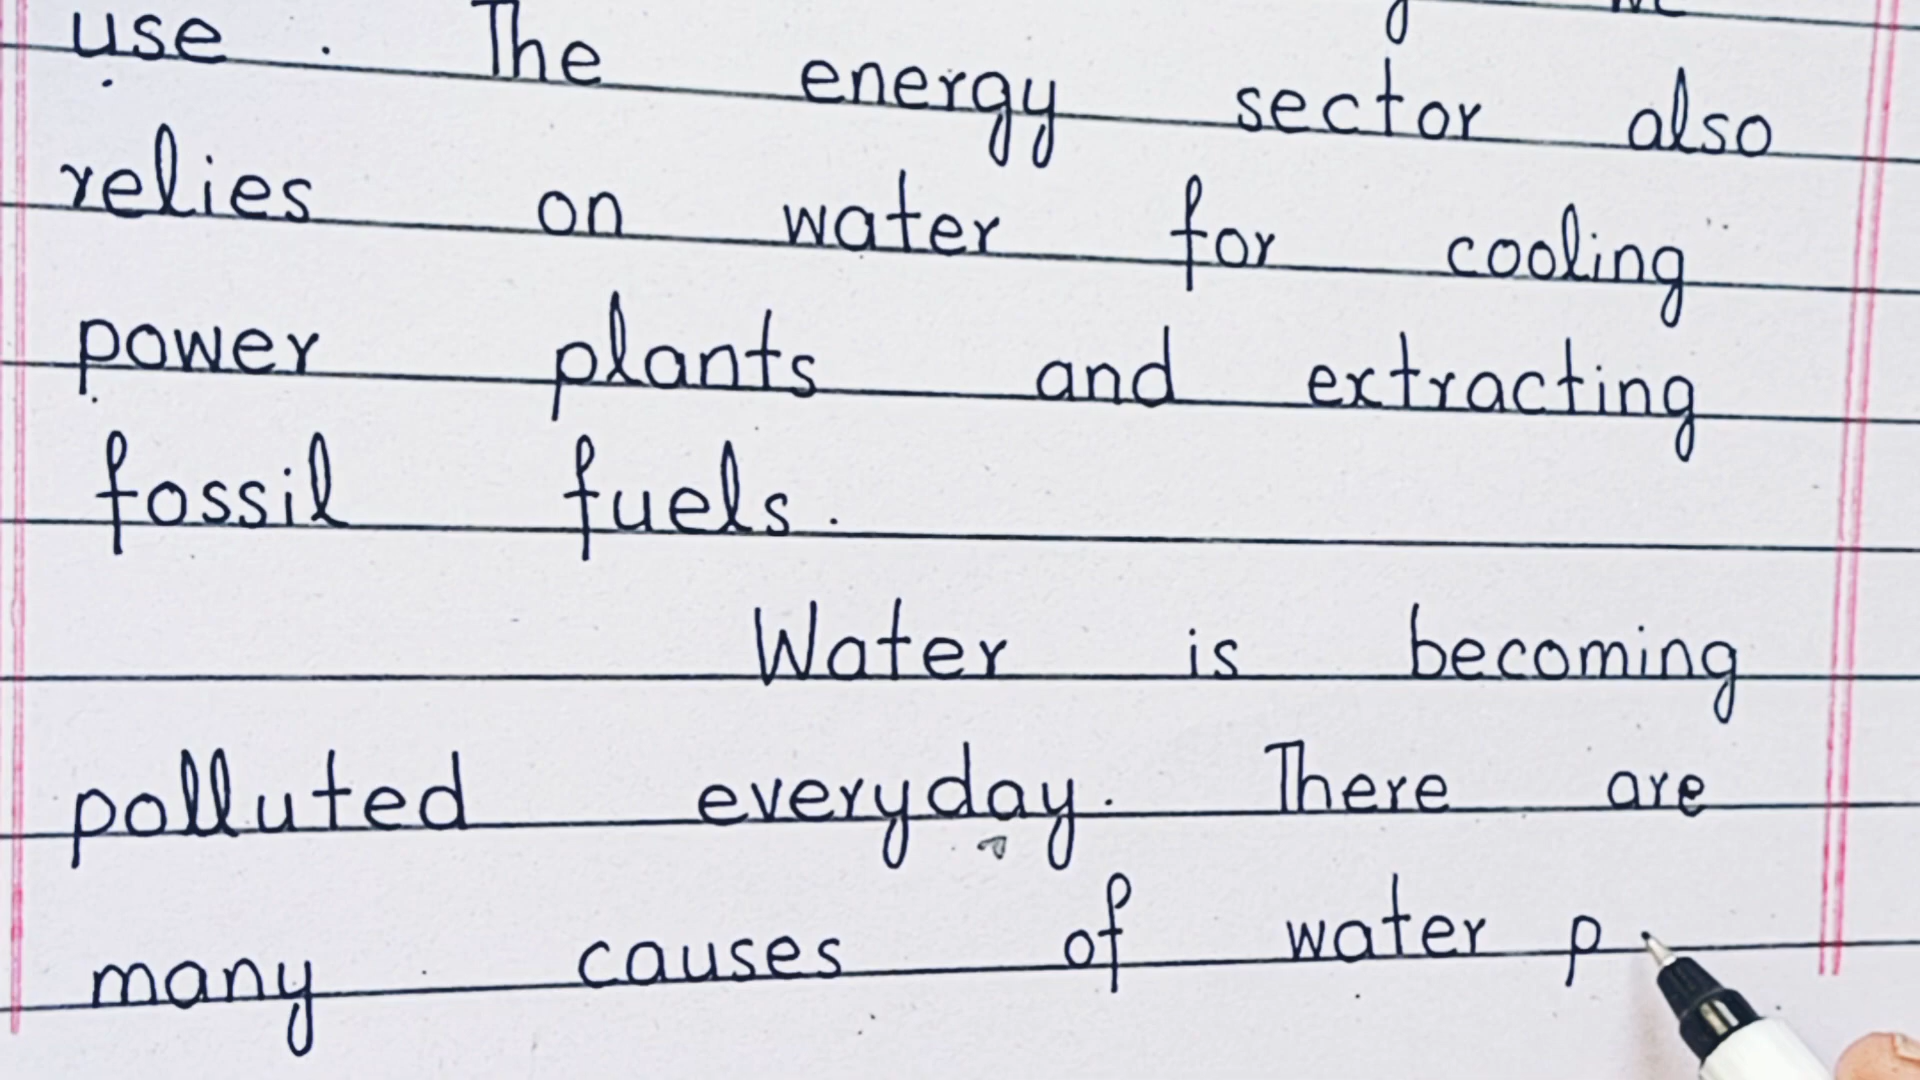 use. The energy sector also
relies on water for cooling
power plants and extracting
fossil fuels.
Water is becoming
polluted everyday. There are
many causes of water p